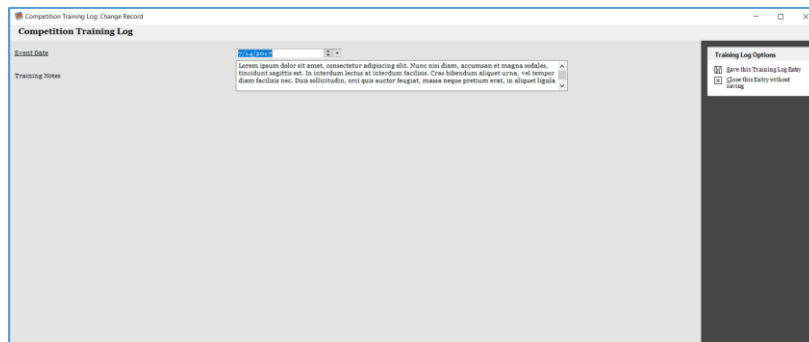 Competition Training Log: Change Record
Competition Training Log
Event Date
7/14/2017
Training Notes
Lorem ipsum dolor sit amet, consectetur adipiscing elit. Nunc nisi diam, accumsan et magna sodales,
tincidunt sagittis est. In interdum lectus at interdum facilisis. Cras bibendum aliquet urna, vel tempor
diam facilisis nec. Duis sollicitudin, orci quis auctor feugiat, massa neque pretium erat, in aliquet ligula
Training Log Options
Save this Training Log Entry
Close this Entry without
saving